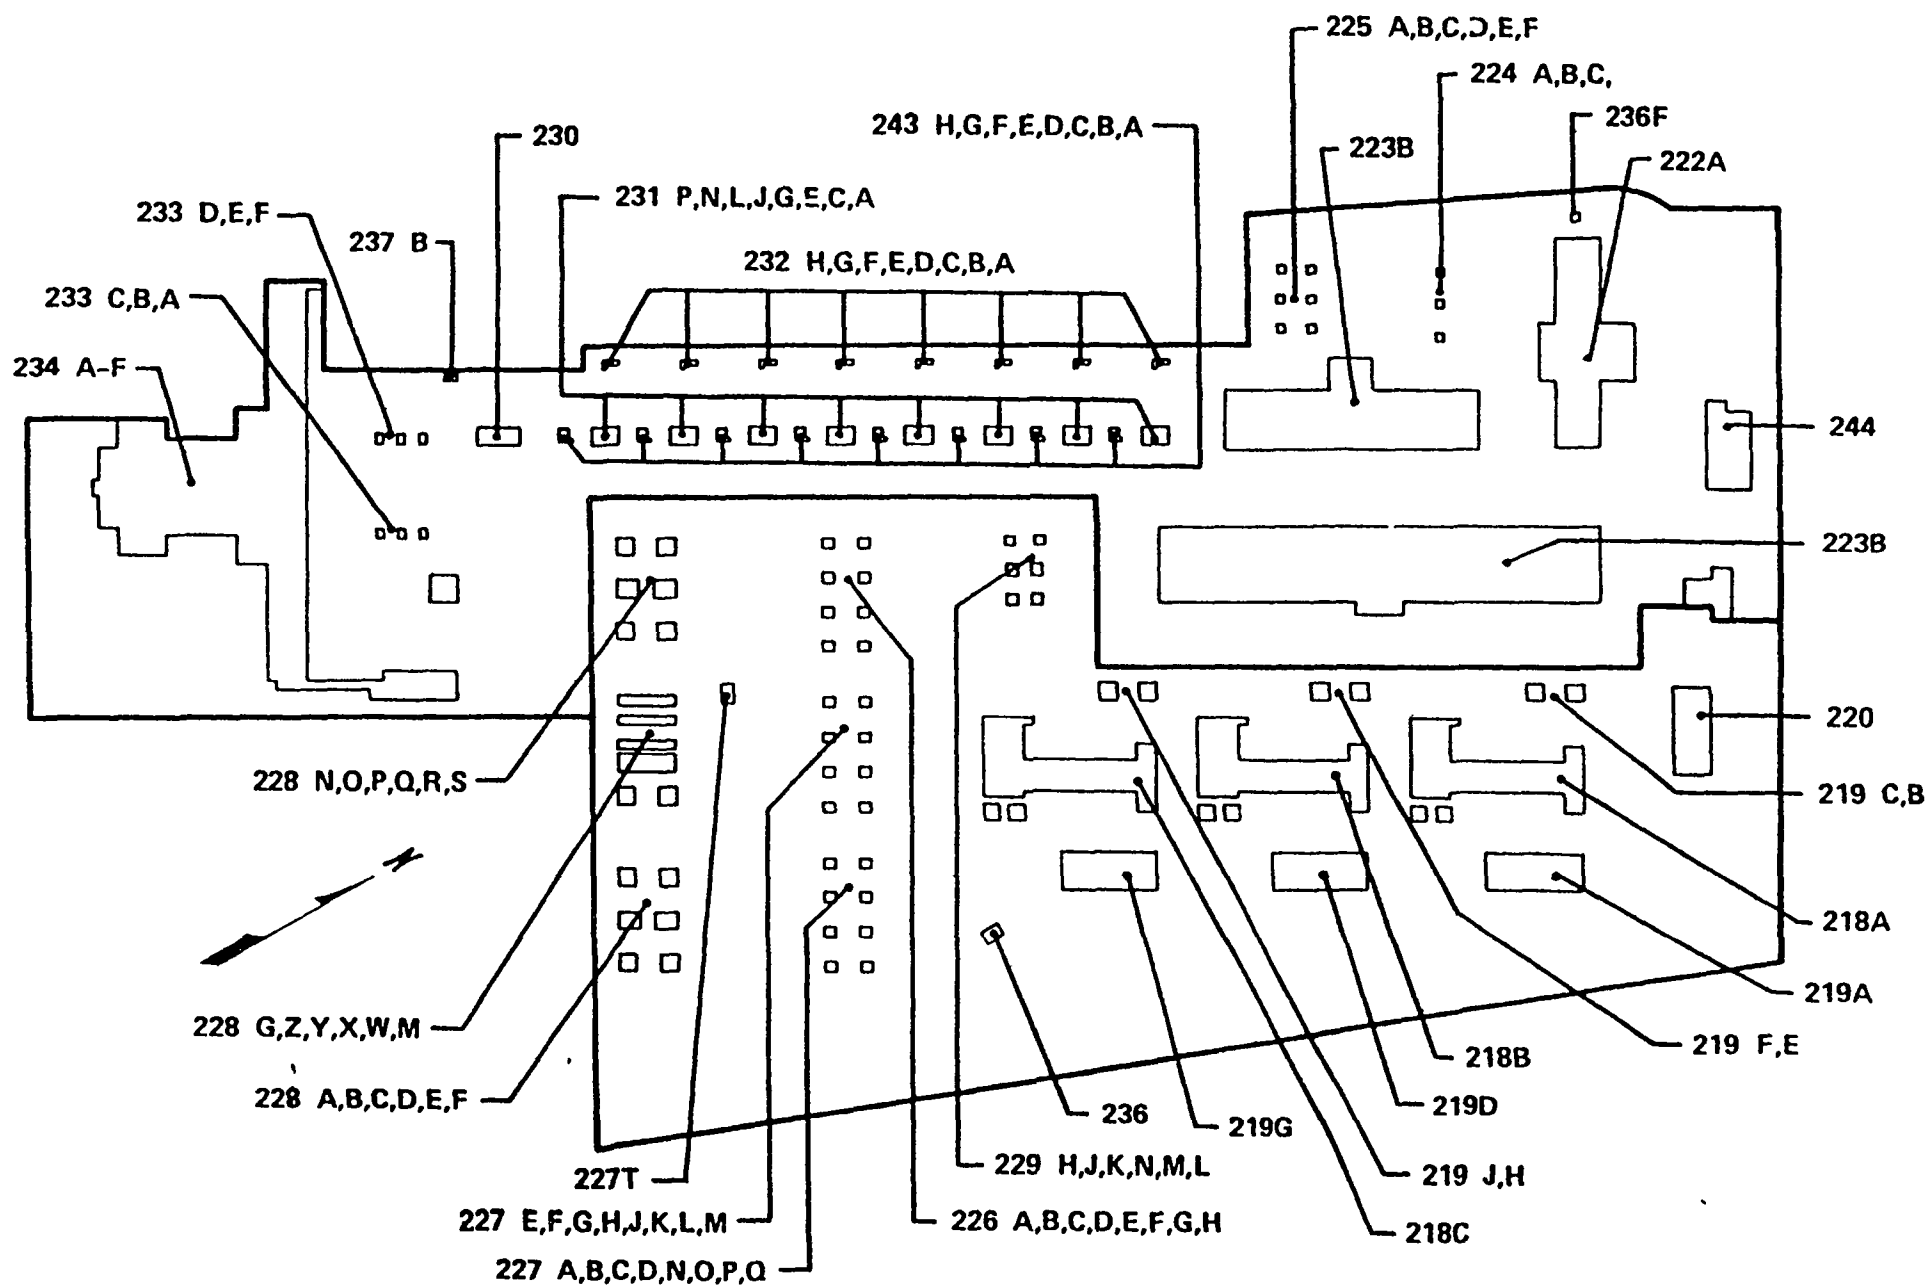 225 A,B,C,D,E,F
224 A,B,C,
236F
243 H,G,F,E,D,C,B,A
230
223B
222A
231 P,N,L,J,G,E,C,A
233 D,E,F
237 B
232 H,G,F,E,D,C,B,A
233 C,B,A
234 A-F
244
223B
220
228 N,O,P,Q,R,S
219 C,B
N
218A
219A
228 G,Z,Y,X,W,M
219 F,E
218B
228 A,B,C,D,E,F
219D
236
219G
229 H,J,K,N,M,L
227T
219 J,H
227 E,F,G,H,J,K,L,M
226 A,B,C,D,E,F,G,H
218C
227 A,B,C,D,N,O,P,Q